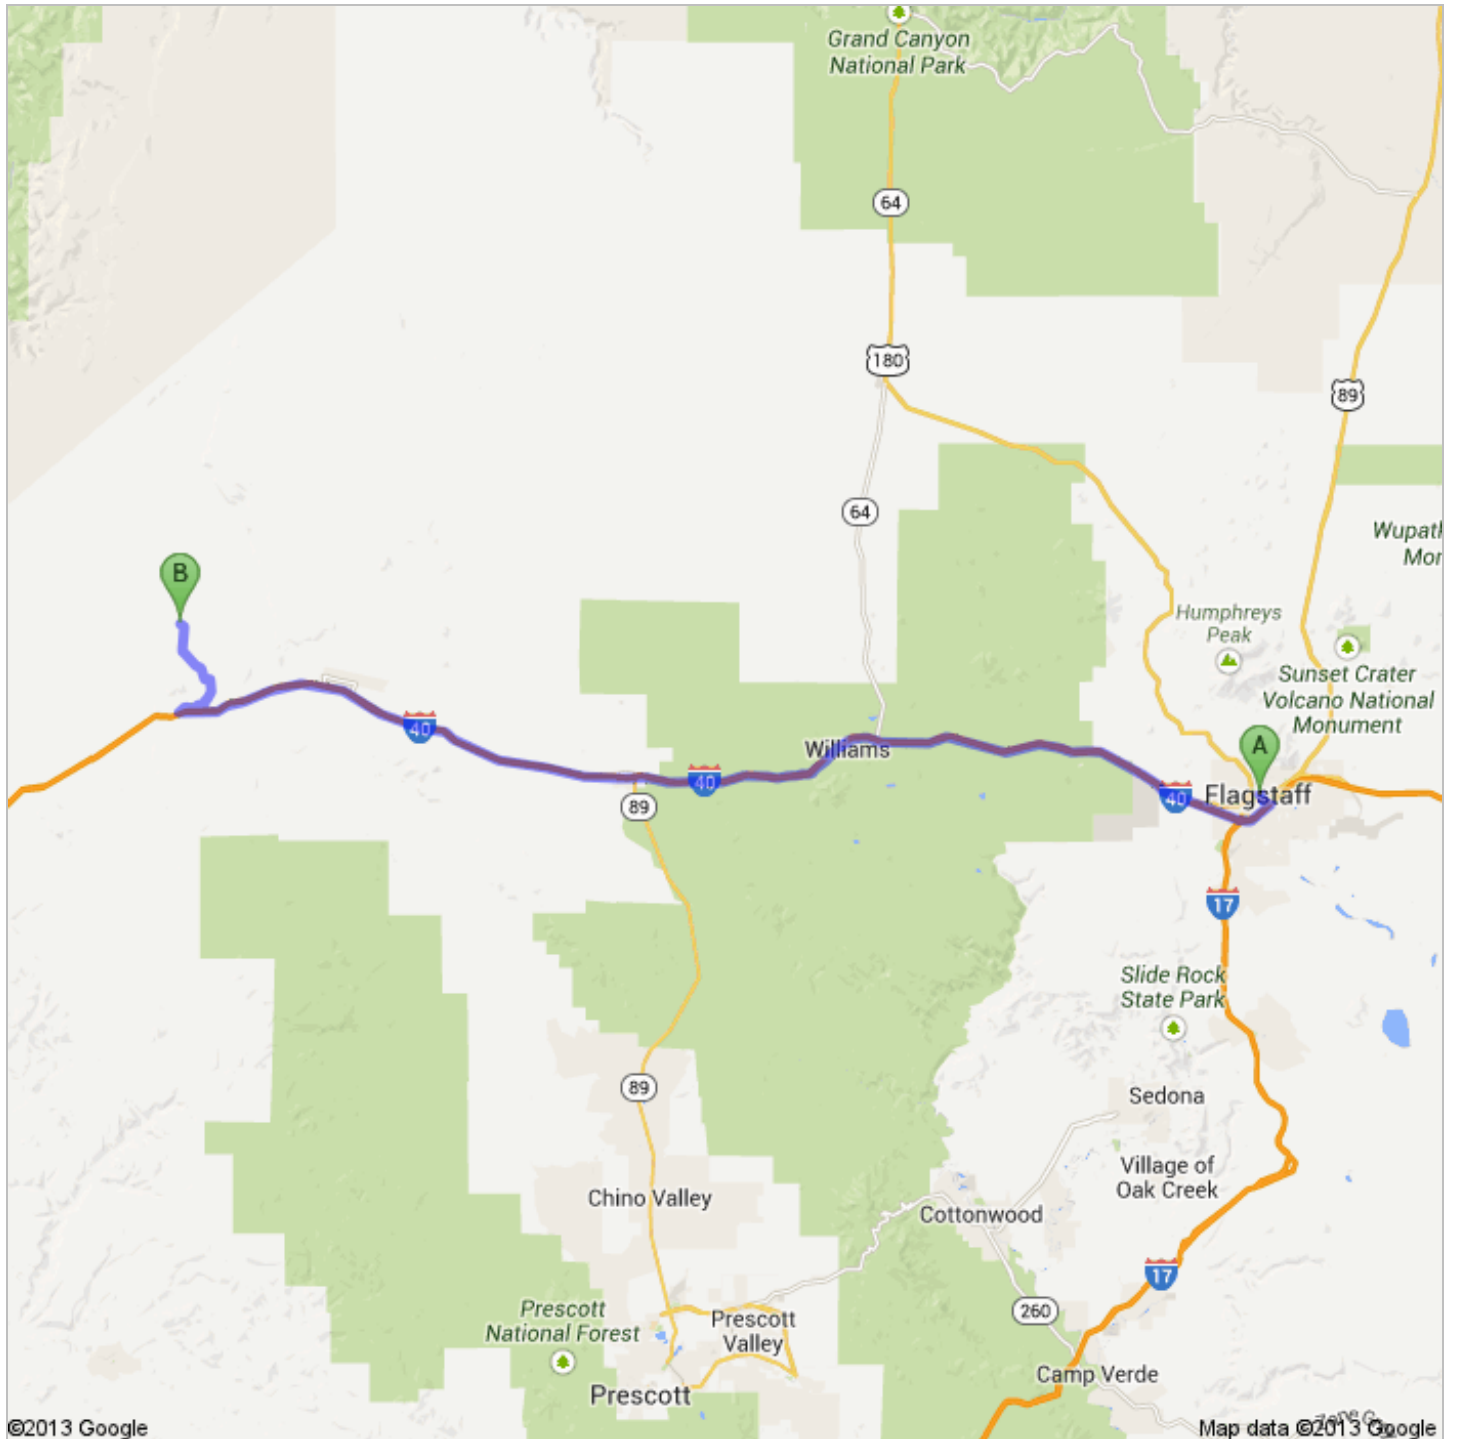 Grand Canyon
National Park
64
180
89
64
Wupatk
Mor
B
Humphreys
Peak
Sunset Crater
Volcano National
Monument
40
A
Williams
40
40
Flagstaff
89
17
Slide Rock
State Park
89
Sedona
Village of
Oak Creek
Chino Valley
Cottonwood
17
Prescott
National Forest
260
Prescott
Valley
Camp Verde
Prescott
©2013 Google
Map data ©2013 Google